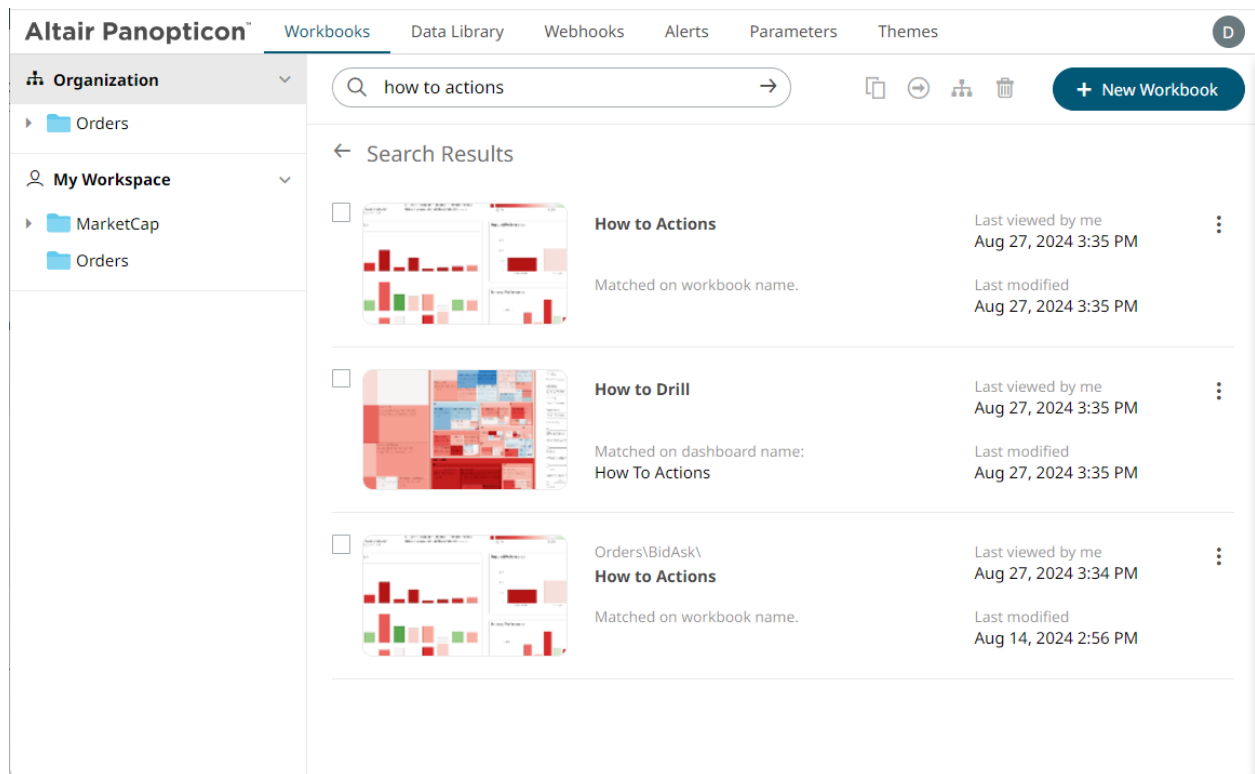 Altair Panopticon™
Workbooks Data Library Webhooks Alerts Parameters Themes D
Organization
Orders
My Workspace
MarketCap
Orders
how to actions
+ New Workbook
Search Results
How to Actions
Matched on workbook name.
Last viewed by me
Aug 27, 2024 3:35 PM
Last modified
Aug 27, 2024 3:35 PM
How to Drill
Matched on dashboard name:
How To Actions
Last viewed by me
Aug 27, 2024 3:35 PM
Last modified
Aug 27, 2024 3:35 PM
Orders\BidAsk\
How to Actions
Matched on workbook name.
Last viewed by me
Aug 27, 2024 3:34 PM
Last modified
Aug 14, 2024 2:56 PM